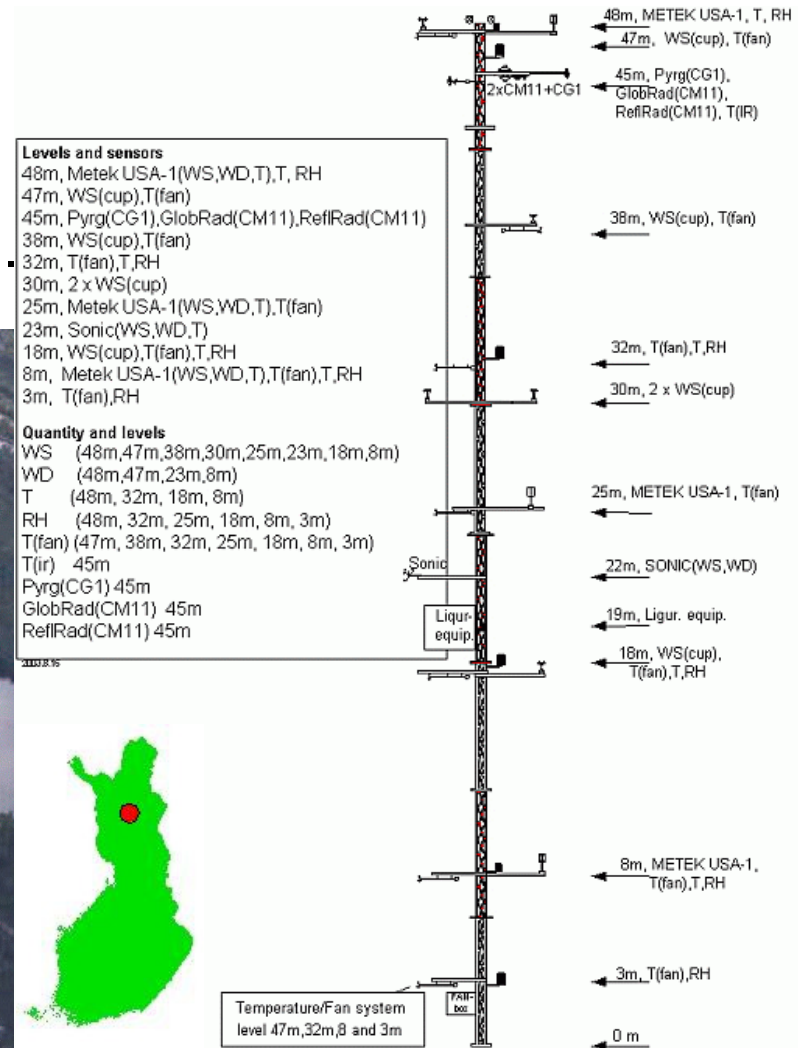 Levels and sensors
48m, Metek USA-1(WS,WD,T),T, RH
47m, WS(cup),T(fan)
45m, Pyrg(CG1),GlobRad(CM11),ReflRad(CM11)
38m, WS(cup),T(fan)
32m, T(fan),T,RH
30m, 2 x WS(cup)
25m, Metek USA-1(WS,WD,T),T(fan)
23m, Sonic(WS,WD,T)
18m, WS(cup),T(fan),T,RH
8m, Metek USA-1(WS,WD,T),T(fan),T,RH
3m, T(fan),RH
Quantity and levels
WS (48m,47m,38m,30m,25m,23m,18m,8m)
WD (48m,47m,23m,8m)
T (48m, 32m, 18m, 8m)
RH (48m, 32m, 25m, 18m, 8m, 3m)
T(fan) (47m, 38m, 32m, 25m, 18m, 8m, 3m)
T(ir) 45m
Pyrg(CG1) 45m
GlobRad(CM11) 45m
ReflRad(CM11) 45m
2xCM11+CG1
Sonic
Liqur-
equip.
FAN-
box
Temperature/Fan system
level 47m,32m,8 and 3m
48m, METEK USA-1, T, RH
47m, WS(cup), T(fan)
45m, Pyrg(CG1),
GlobRad(CM11),
ReflRad(CM11), T(IR)
38m, WS(cup), T(fan)
32m, T(fan),T,RH
30m, 2 x WS(cup)
25m, METEK USA-1, T(fan)
22m, SONIC(WS,WD)
19m, Ligur. equip.
18m, WS(cup),
T(fan),T,RH
8m, METEK USA-1,
T(fan),T,RH
3m, T(fan),RH
0 m